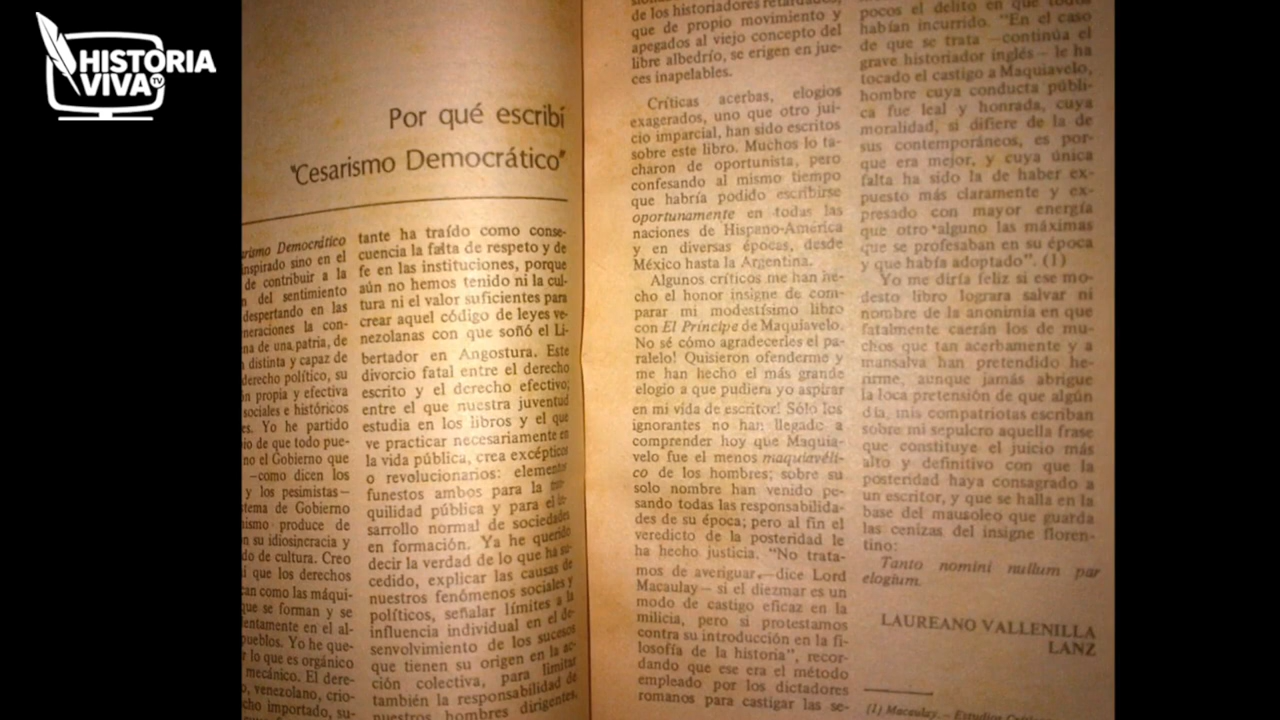 HISTORIA
VIVA TV
Por qué escribí
"Cesarismo Democrático"
Democrático
inspirado sino en el
de contribuir a la
del sentimiento
despertando en las
la con-
de una patria, de
distinta y capaz de
derecho político, su
propia y efectiva
sociales e históricos
Yo he partido
de que todo pue-
no el Gobierno que
—como dicen los
y los pesimistas—
de Gobierno
produce de
su idiosincracia y
do de cultura. Creo
que los derechos
como las máqui-
que se forman y se
en el al-
pueblos. Yo he que-
lo que es orgánico
mecánico. El dere-
venezolano, crio-
importado, su-
tante ha traído como conse-
cuencia la falta de respeto y de
fe en las instituciones, porque
aún no hemos tenido ni la cul-
tura ni el valor suficientes para
crear aquel código de leyes ve-
nezolanas con que soñó el Li-
bertador en Angostura. Este
divorcio fatal entre el derecho
escrito y el derecho efectivo;
entre el que nuestra juventud
estudia en los libros y el que
ve practicar necesariamente en
la vida pública, crea excépticos
o revolucionarios: elementos
funestos ambos para la tran-
quilidad pública y para el de-
sarrollo normal de sociedades
en formación. Ya he querido
decir la verdad de lo que ha su-
cedido, explicar las causas de
nuestros fenómenos sociales y
políticos, señalar límites a la
influencia individual en el de-
senvolvimiento de los sucesos
que tienen su origen en la ac-
ción colectiva, para limitar
también la responsabilidad de
nuestros hombres dirigentes,
de los historiadores retardados,
que de propio movimiento y
apegados al viejo concepto del
libre albedrío, se erigen en jue-
ces inapelables.
Críticas acerbas, elogios
exagerados, uno que otro jui-
cio imparcial, han sido escritos
sobre este libro. Muchos lo ta-
charon de oportunista, pero
confesando al mismo tiempo
que habría podido escribirse
oportunamente en todas las
naciones de Hispano-América
y en diversas épocas, desde
México hasta la Argentina.
Algunos críticos me han he-
cho el honor insigne de com-
parar mi modestísimo libro
con El Príncipe de Maquiavelo.
No sé cómo agradecerles el pa-
ralelo! Quisieron ofenderme y
me han hecho el más grande
elogio a que pudiera yo aspirar
en mi vida de escritor! Sólo los
ignorantes no han llegado a
comprender hoy que Maquia-
velo fue el menos maquiavéli-
co de los hombres; sobre su
solo nombre han venido pe-
sando todas las responsabilida-
des de su época; pero al fin el
veredicto de la posteridad le
ha hecho justicia. "No trata-
mos de averiguar,—dice Lord
Macaulay— si el diezmar es un
modo de castigo eficaz en la
milicia, pero si protestamos
contra su introducción en la fi-
losofía de la historia", recor-
dando que ese era el método
empleado por los dictadores
romanos para castigar las se-
pocos el delito en que todos
habían incurrido. "En el caso
de que se trata —continúa el
grave historiador inglés— le ha
tocado el castigo a Maquiavelo,
hombre cuya conducta públi-
ca fue leal y honrada, cuya
moralidad, si difiere de la de
sus contemporáneos, es por-
que era mejor, y cuya única
falta ha sido la de haber ex-
puesto más claramente y ex-
presado con mayor energía
que otro alguno las máximas
que se profesaban en su época
y que había adoptado". (1)
Yo me diría feliz si ese mo-
desto libro lograra salvar ni
nombre de la anonimia en que
fatalmente caerán los de mu-
chos que tan acerbamente y a
mansalva han pretendido he-
rirme, aunque jamás abrigue
la loca pretensión de que algún
día, mis compatriotas escriban
sobre mi sepulcro aquella frase
que constituye el juicio más
alto y definitivo con que la
posteridad haya consagrado a
un escritor, y que se halla en la
base del mausoleo que guarda
las cenizas del insigne floren-
tino:
Tanto nomini nullum par
elogium.
LAUREANO VALLENILLA
LANZ
(1) Macaulay. — Estudios